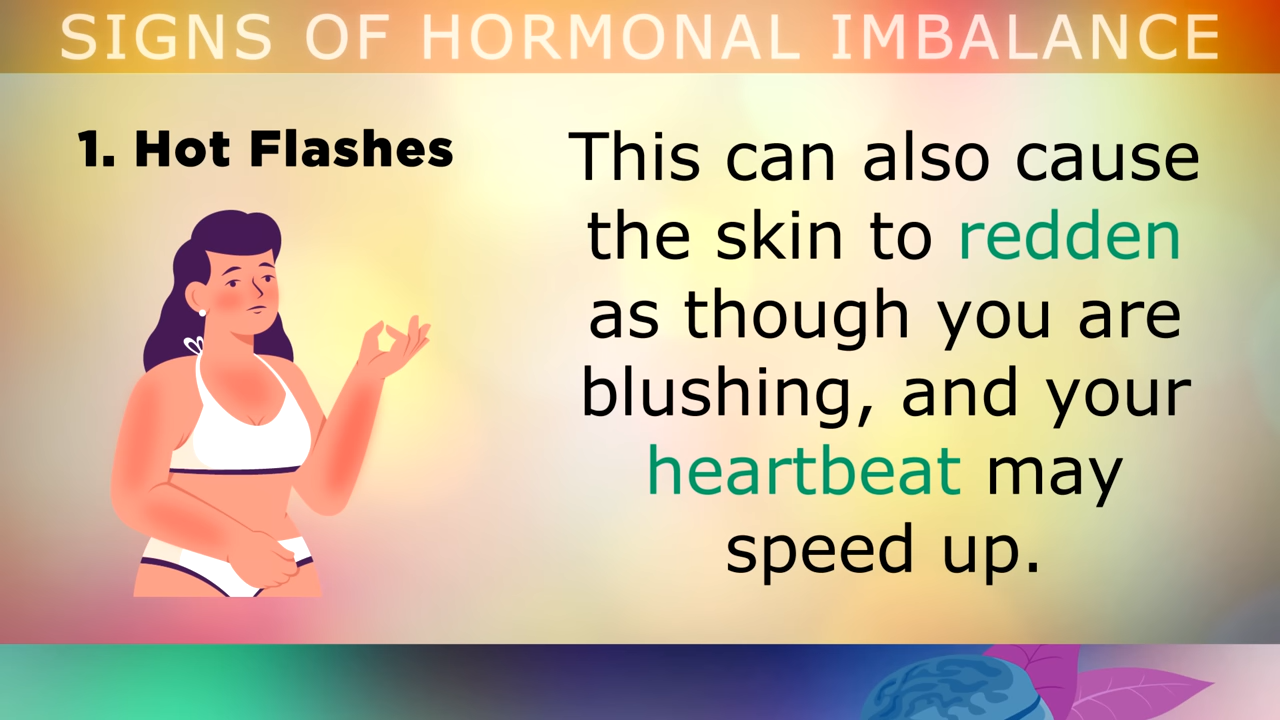 SIGNS OF HORMONAL IMBALANCE
1. Hot Flashes
This can also cause
the skin to redden
as though you are
blushing, and your
heartbeat may
speed up.